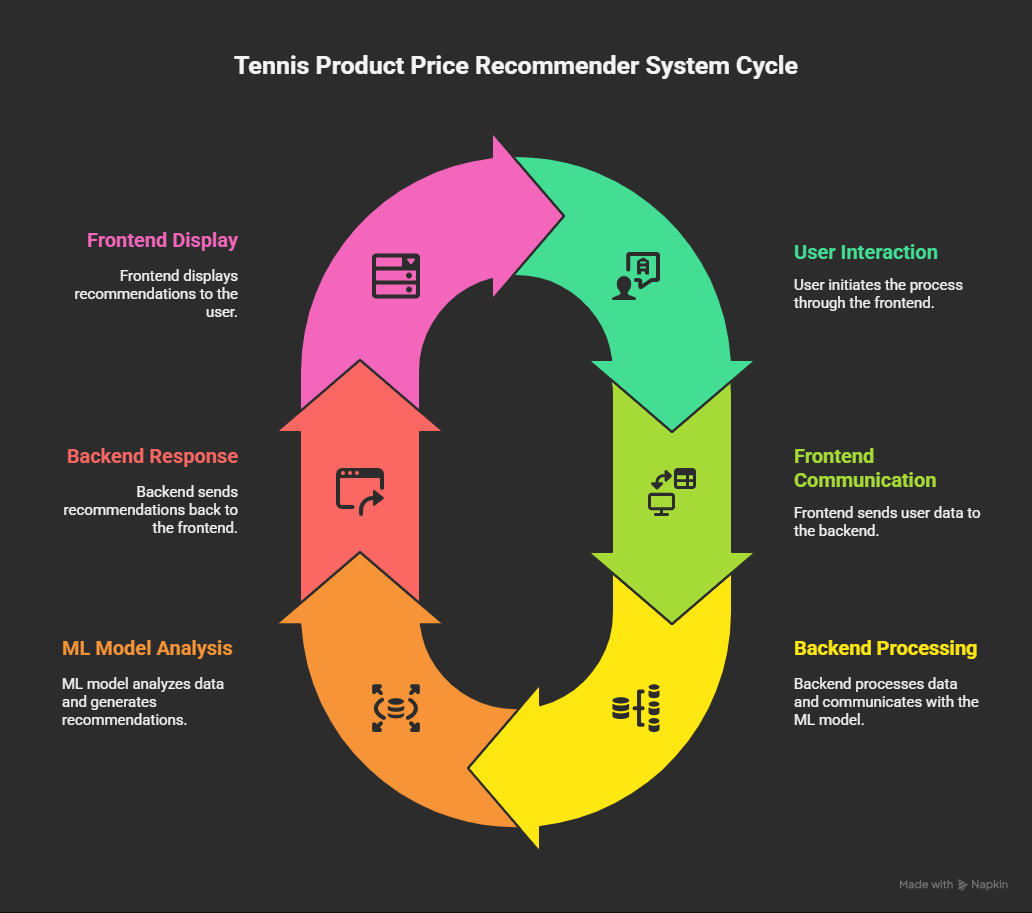 Tennis Product Price Recommender System Cycle
Frontend Display
Frontend displays
recommendations to the
user.
User Interaction
User initiates the process
through the frontend.
Backend Response
Backend sends
recommendations back to
the frontend.
Frontend
Communication
Frontend sends user data to
the backend.
ML Model Analysis
ML model analyzes data
and generates
recommendations.
Backend Processing
Backend processes data
and communicates with the
ML model.
Made with Napkin